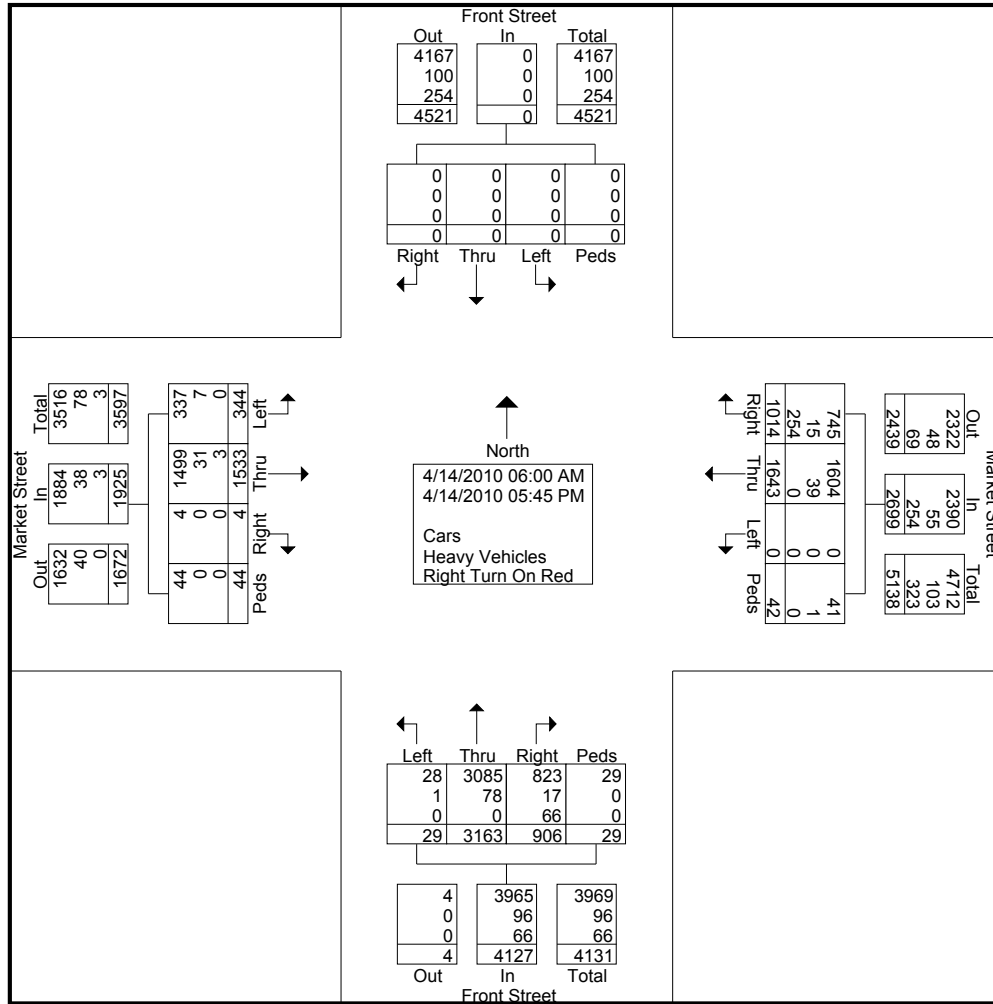 Front Street
Out In Total
4167 0 4167
100 0 100
254 0 254
4521 0 4521
0 0 0 0
0 0 0 0
0 0 0 0
0 0 0 0
Right Thru Left Peds
Market Street
Total In Out
3516 1884 1632
78 38 40
3 3 0
3597 1925 1672
337 1499 4 44
7 31 0 0
0 3 0 0
344 1533 4 44
Left Thru Right Peds
North
4/14/2010 06:00 AM
4/14/2010 05:45 PM
Cars
Heavy Vehicles
Right Turn On Red
Right Thru Left Peds
745 1604 0 41
15 39 0 1
254 0 0 0
1014 1643 0 42
Out In Total
2322 2390 4712
48 55 103
69 254 323
2439 2699 5138
Market Street
Left Thru Right Peds
28 3085 823 29
1 78 17 0
0 0 66 0
29 3163 906 29
4 3965 3969
0 96 96
0 66 66
4 4127 4131
Out In Total
Front Street